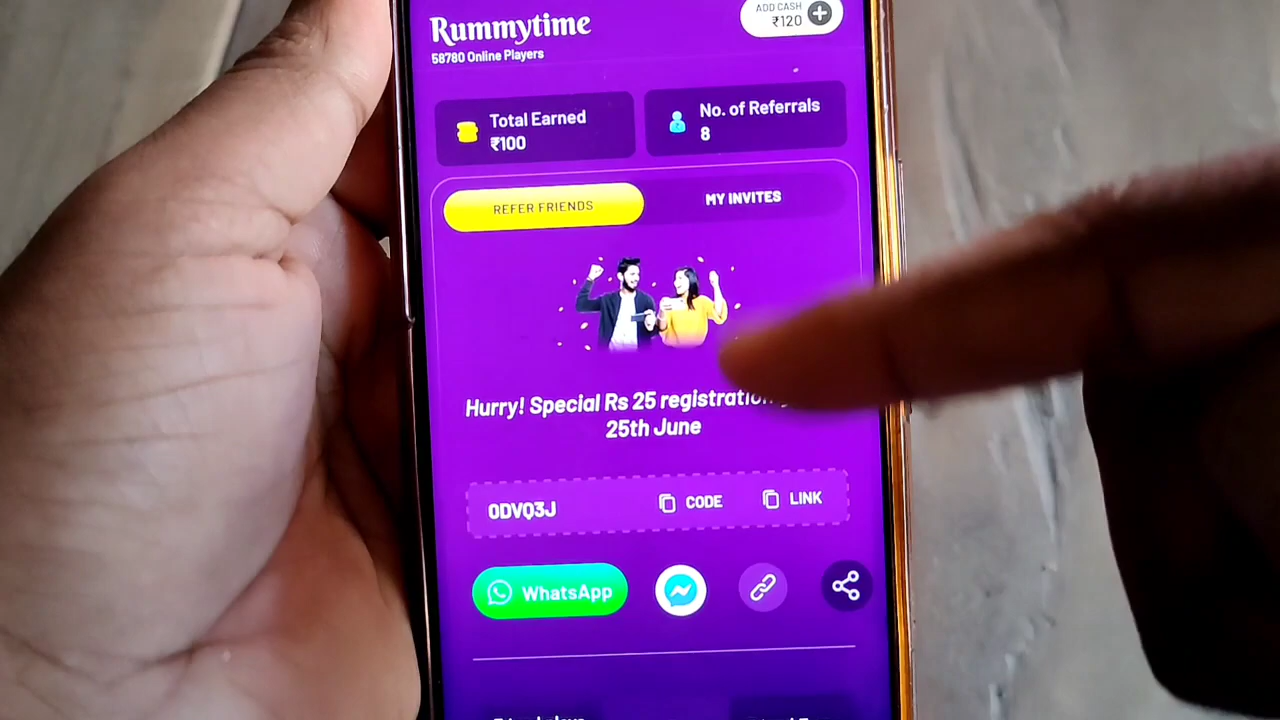 Rummytime
58780 Online Players
ADD CASH
₹120
Total Earned
₹100
No. of Referrals
8
REFER FRIENDS
MY INVITES
Hurry! Special Rs 25
25th June
0DVQ3J
CODE
LINK
WhatsApp